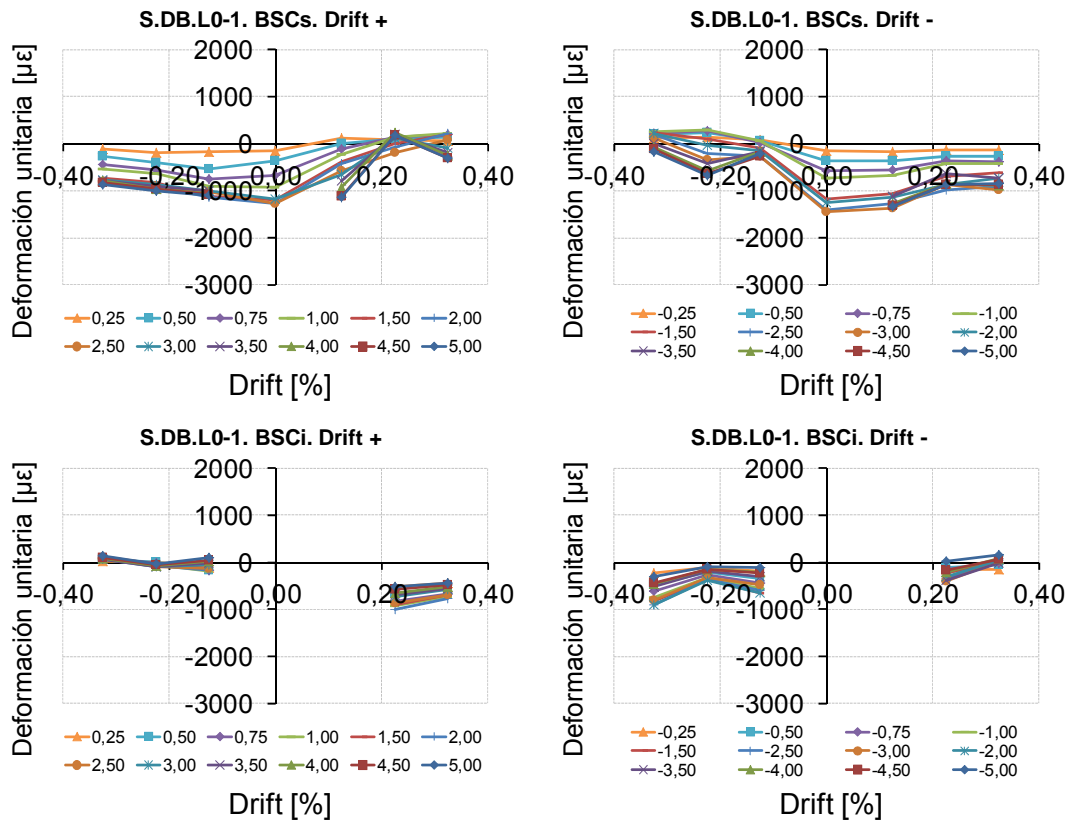 S.DB.L0-1. BSCs. Drift +
Deformación unitaria [µε]
2000
1000
0
-1000
-2000
-3000
-0,40 -0,20 0,00 0,20 0,40
0,25 0,50 0,75 1,00 1,50 2,00
2,50 3,00 3,50 4,00 4,50 5,00
Drift [%]
S.DB.L0-1. BSCs. Drift -
Deformación unitaria [µε]
2000
1000
0
-1000
-2000
-3000
-0,40 -0,20 0,00 0,20 0,40
-0,25 -0,50 -0,75 -1,00
-1,50 -2,50 -3,00 -2,00
-3,50 -4,00 -4,50 -5,00
Drift [%]
S.DB.L0-1. BSCi. Drift +
Deformación unitaria [µε]
2000
1000
0
-1000
-2000
-3000
-0,40 -0,20 0,00 0,20 0,40
0,25 0,50 0,75 1,00 1,50 2,00
2,50 3,00 3,50 4,00 4,50 5,00
Drift [%]
S.DB.L0-1. BSCi. Drift -
Deformación unitaria [µε]
2000
1000
0
-1000
-2000
-3000
-0,40 -0,20 0,00 0,20 0,40
-0,25 -0,50 -0,75 -1,00
-1,50 -2,50 -3,00 -2,00
-3,50 -4,00 -4,50 -5,00
Drift [%]